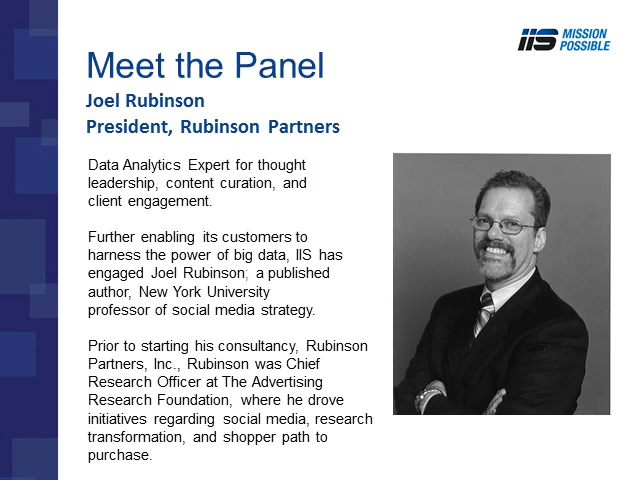 IIS MISSION
POSSIBLE
Meet the Panel
Joel Rubinson
President, Rubinson Partners
Data Analytics Expert for thought
leadership, content curation, and
client engagement.
Further enabling its customers to
harness the power of big data, IIS has
engaged Joel Rubinson; a published
author, New York University
professor of social media strategy.
Prior to starting his consultancy, Rubinson
Partners, Inc., Rubinson was Chief
Research Officer at The Advertising
Research Foundation, where he drove
initiatives regarding social media, research
transformation, and shopper path to
purchase.